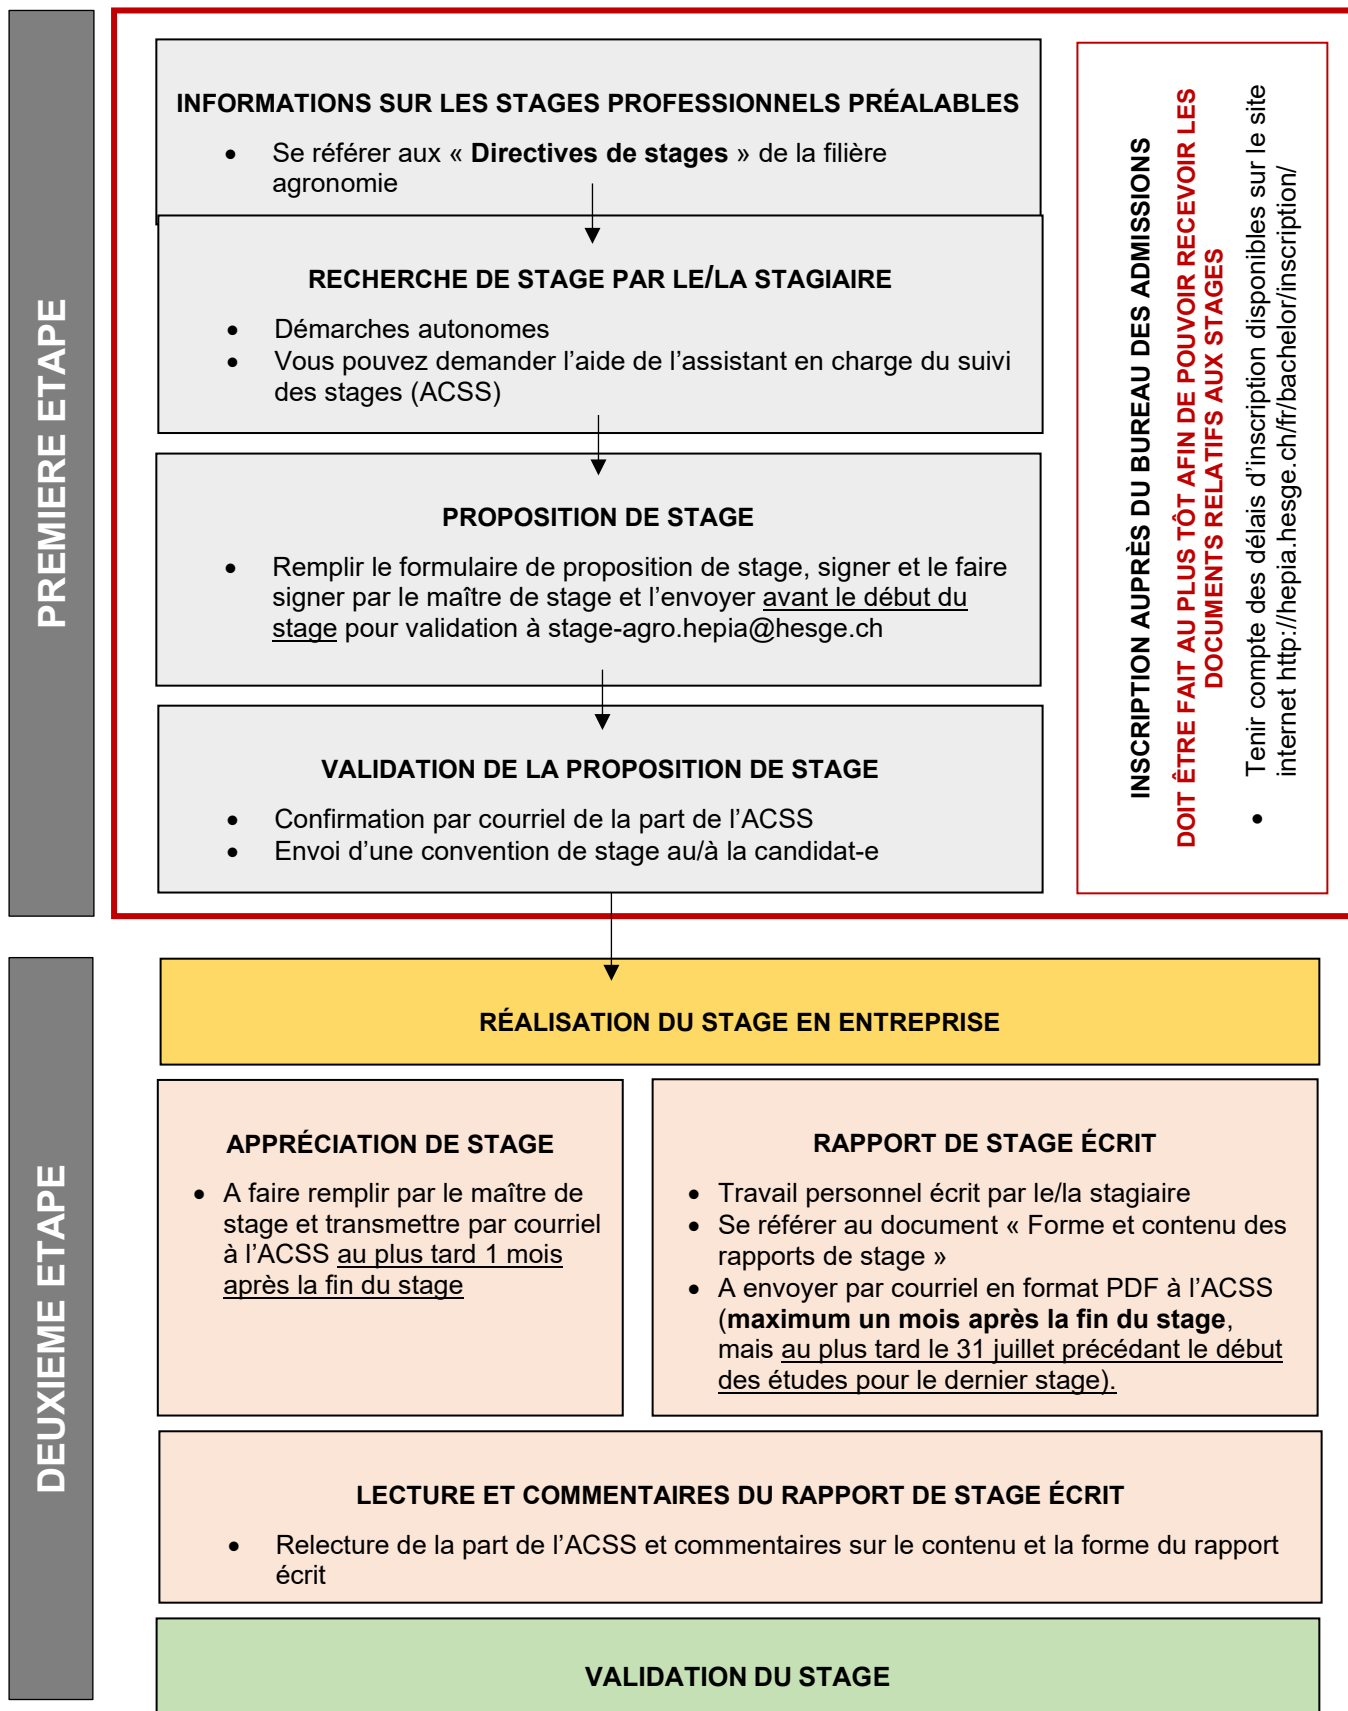 PREMIERE ETAPE
INFORMATIONS SUR LES STAGES PROFESSIONNELS PRÉALABLES
• Se référer aux « Directives de stages » de la filière
agronomie
RECHERCHE DE STAGE PAR LE/LA STAGIAIRE
• Démarches autonomes
• Vous pouvez demander l’aide de l’assistant en charge du suivi
des stages (ACSS)
PROPOSITION DE STAGE
• Remplir le formulaire de proposition de stage, signer et le faire
signer par le maître de stage et l’envoyer avant le début du
stage pour validation à stage-agro.hepia@hesge.ch
VALIDATION DE LA PROPOSITION DE STAGE
• Confirmation par courriel de la part de l’ACSS
• Envoi d’une convention de stage au/à la candidat-e
INSCRIPTION AUPRÈS DU BUREAU DES ADMISSIONS
DOIT ÊTRE FAIT AU PLUS TÔT AFIN DE POUVOIR RECEVOIR LES
DOCUMENTS RELATIFS AUX STAGES
• Tenir compte des délais d’inscription disponibles sur le site
internet http://hepia.hesge.ch/fr/bachelor/inscription/
DEUXIEME ETAPE
RÉALISATION DU STAGE EN ENTREPRISE
APPRÉCIATION DE STAGE
• A faire remplir par le maître de
stage et transmettre par courriel
à l’ACSS au plus tard 1 mois
après la fin du stage
RAPPORT DE STAGE ÉCRIT
• Travail personnel écrit par le/la stagiaire
• Se référer au document « Forme et contenu des
rapports de stage »
• A envoyer par courriel en format PDF à l’ACSS
(maximum un mois après la fin du stage,
mais au plus tard le 31 juillet précédant le début
des études pour le dernier stage).
LECTURE ET COMMENTAIRES DU RAPPORT DE STAGE ÉCRIT
• Relecture de la part de l’ACSS et commentaires sur le contenu et la forme du rapport
écrit
VALIDATION DU STAGE